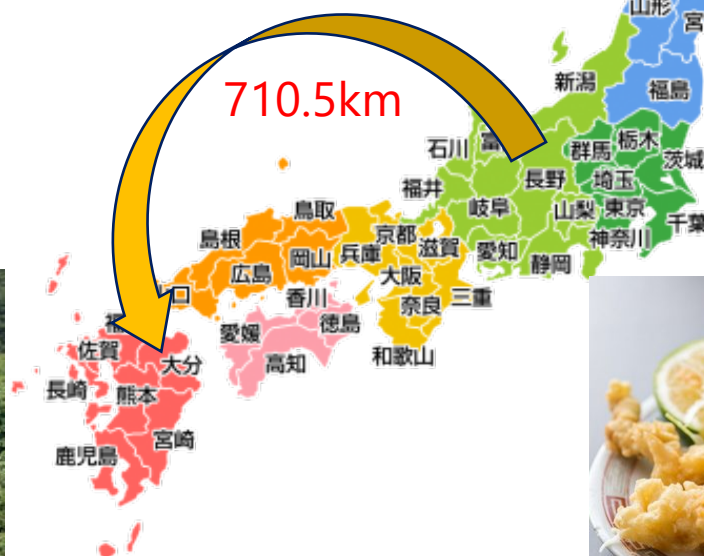 山形
宮
710.5km
新潟
福島
石川
富
群馬
栃木
茨城
福井
長野
埼玉
岐阜
山梨
東京
千葉
神奈川
鳥取
島根
京都
兵庫
滋賀
愛知
静岡
岡山
広島
大阪
香川
奈良
三重
口
徳島
愛媛
高知
和歌山
佐賀
大分
長崎
熊本
宮崎
鹿児島